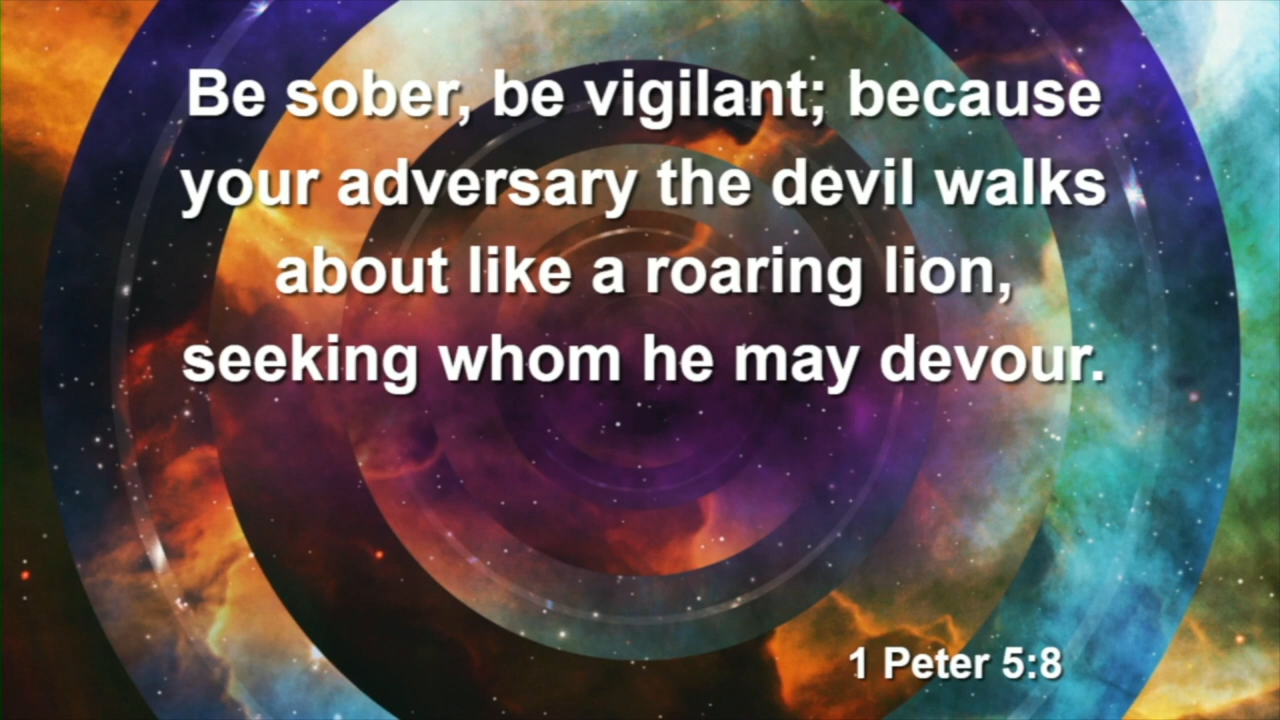 Be sober, be vigilant; because
your adversary the devil walks
about like a roaring lion,
seeking whom he may devour.
1 Peter 5:8